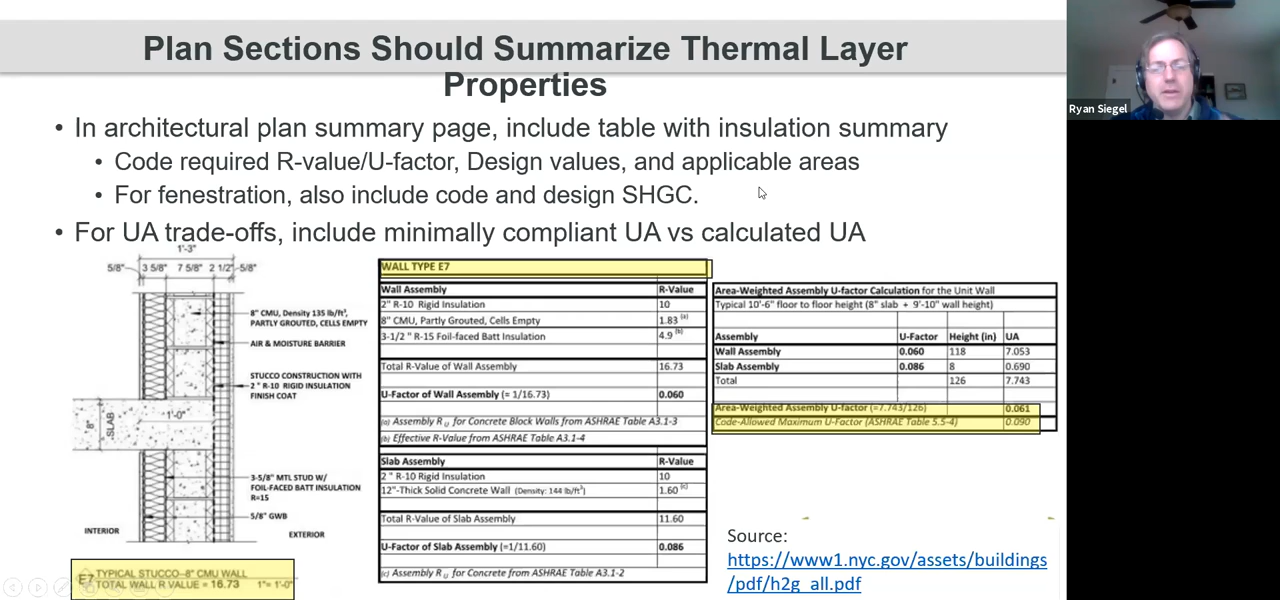 Plan Sections Should Summarize Thermal Layer
Properties
• In architectural plan summary page, include table with insulation summary
• Code required R-value/U-factor, Design values, and applicable areas
• For fenestration, also include code and design SHGC.
• For UA trade-offs, include minimally compliant UA vs calculated UA
1'-3"
5/8" 3 5/8" 7 5/8" 2 1/2" 5/8"
8" CMU, Density 135 lb/ft³,
PARTLY GROUTED, CELLS EMPTY
AIR & MOISTURE BARRIER
STUCCO CONSTRUCTION WITH
2 " R-10 RIGID INSULATION
FINISH COAT
1'-0"
8"
SLAB
3-5/8" MTL STUD W/
FOIL-FACED BATT INSULATION
R=15
5/8" GWB
INTERIOR
EXTERIOR
E7 TYPICAL STUCCO--8" CMU WALL
TOTAL WALL R VALUE = 16.73 1"= 1'-0"
WALL TYPE E7
Wall Assembly R-Value
2" R-10 Rigid Insulation 10
8" CMU, Partly Grouted, Cells Empty 1.83 (a)
3-1/2 " R-15 Foil-faced Batt Insulation 4.9 (b)
Total R-Value of Wall Assembly 16.73
U-Factor of Wall Assembly (= 1/16.73) 0.060
(a) Assembly R U for Concrete Block Walls from ASHRAE Table A3.1-3
(b) Effective R-Value from ASHRAE Table A3.1-4
Slab Assembly R-Value
2 " R-10 Rigid Insulation 10
12"-Thick Solid Concrete Wall (Density: 144 lb/ft³) 1.60 (c)
Total R-Value of Slab Assembly 11.60
U-Factor of Slab Assembly (=1/11.60) 0.086
(c) Assembly R U for Concrete from ASHRAE Table A3.1-2
Area-Weighted Assembly U-factor Calculation for the Unit Wall
Typical 10'-6" floor to floor height (8" slab + 9'-10" wall height)
Assembly U-Factor Height (in) UA
Wall Assembly 0.060 118 7.053
Slab Assembly 0.086 8 0.690
Total 126 7.743
Area-Weighted Assembly U-factor (=7.743/126) 0.061
Code-Allowed Maximum U-Factor (ASHRAE Table 5.5-4) 0.090
Source:
https://www1.nyc.gov/assets/buildings
/pdf/h2g_all.pdf
Ryan Siegel